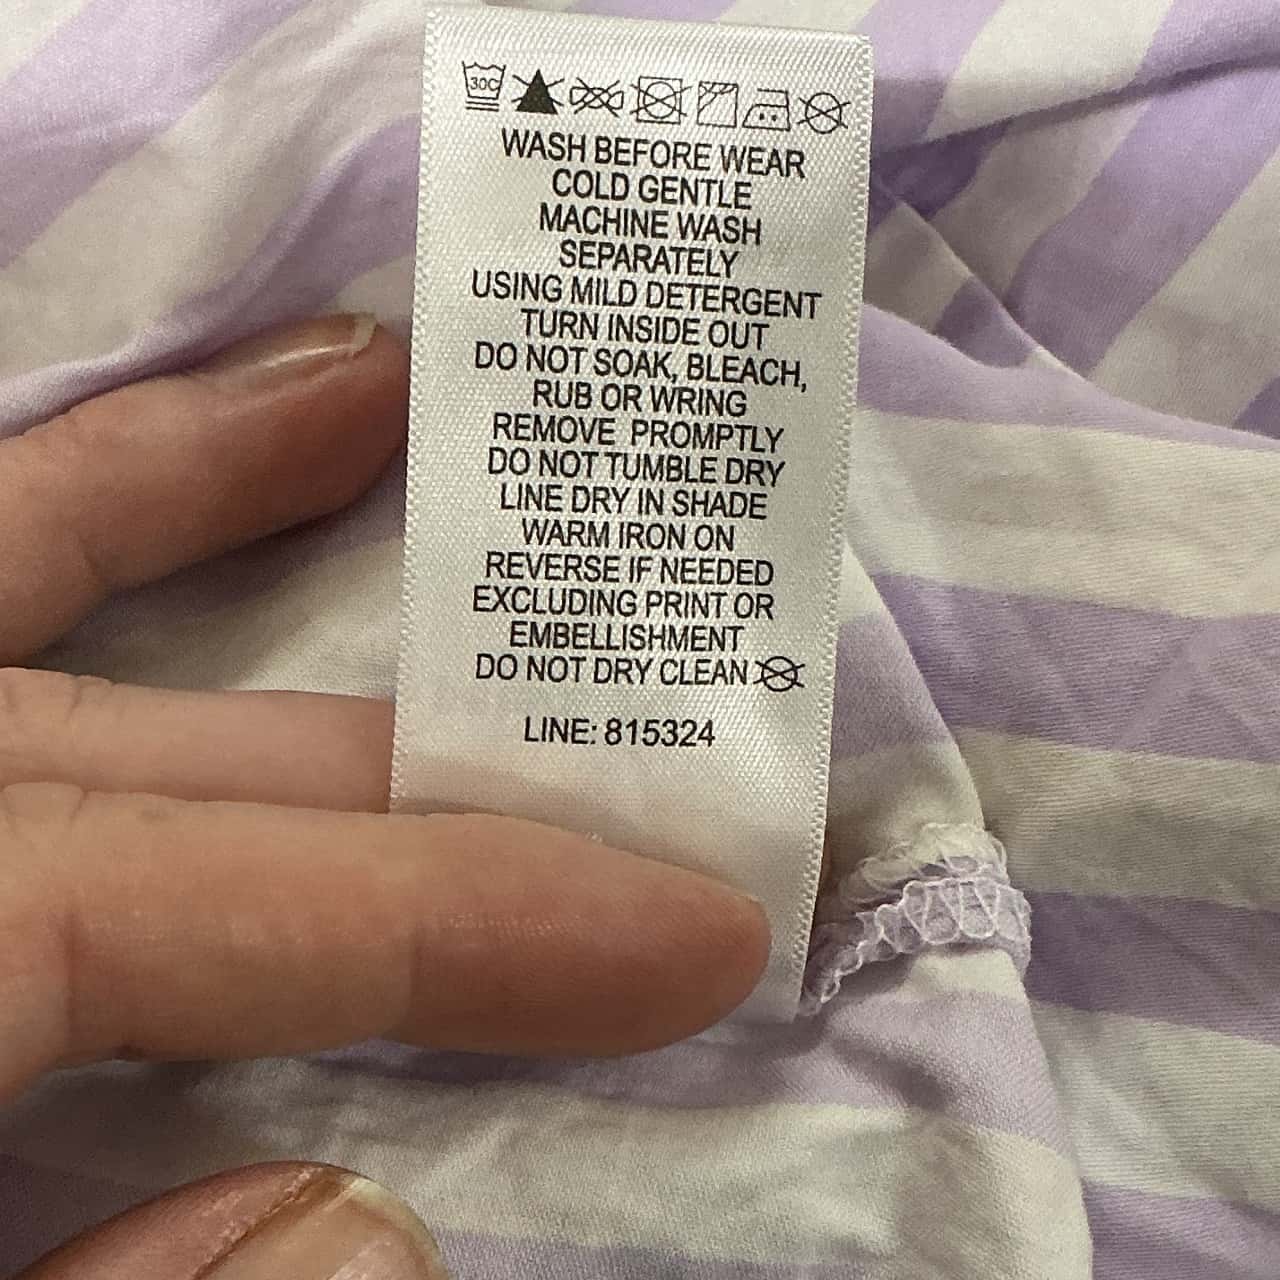 30C
WASH BEFORE WEAR
COLD GENTLE
MACHINE WASH
SEPARATELY
USING MILD DETERGENT
TURN INSIDE OUT
DO NOT SOAK, BLEACH,
RUB OR WRING
REMOVE PROMPTLY
DO NOT TUMBLE DRY
LINE DRY IN SHADE
WARM IRON ON
REVERSE IF NEEDED
EXCLUDING PRINT OR
EMBELLISHMENT
DO NOT DRY CLEAN
LINE: 815324